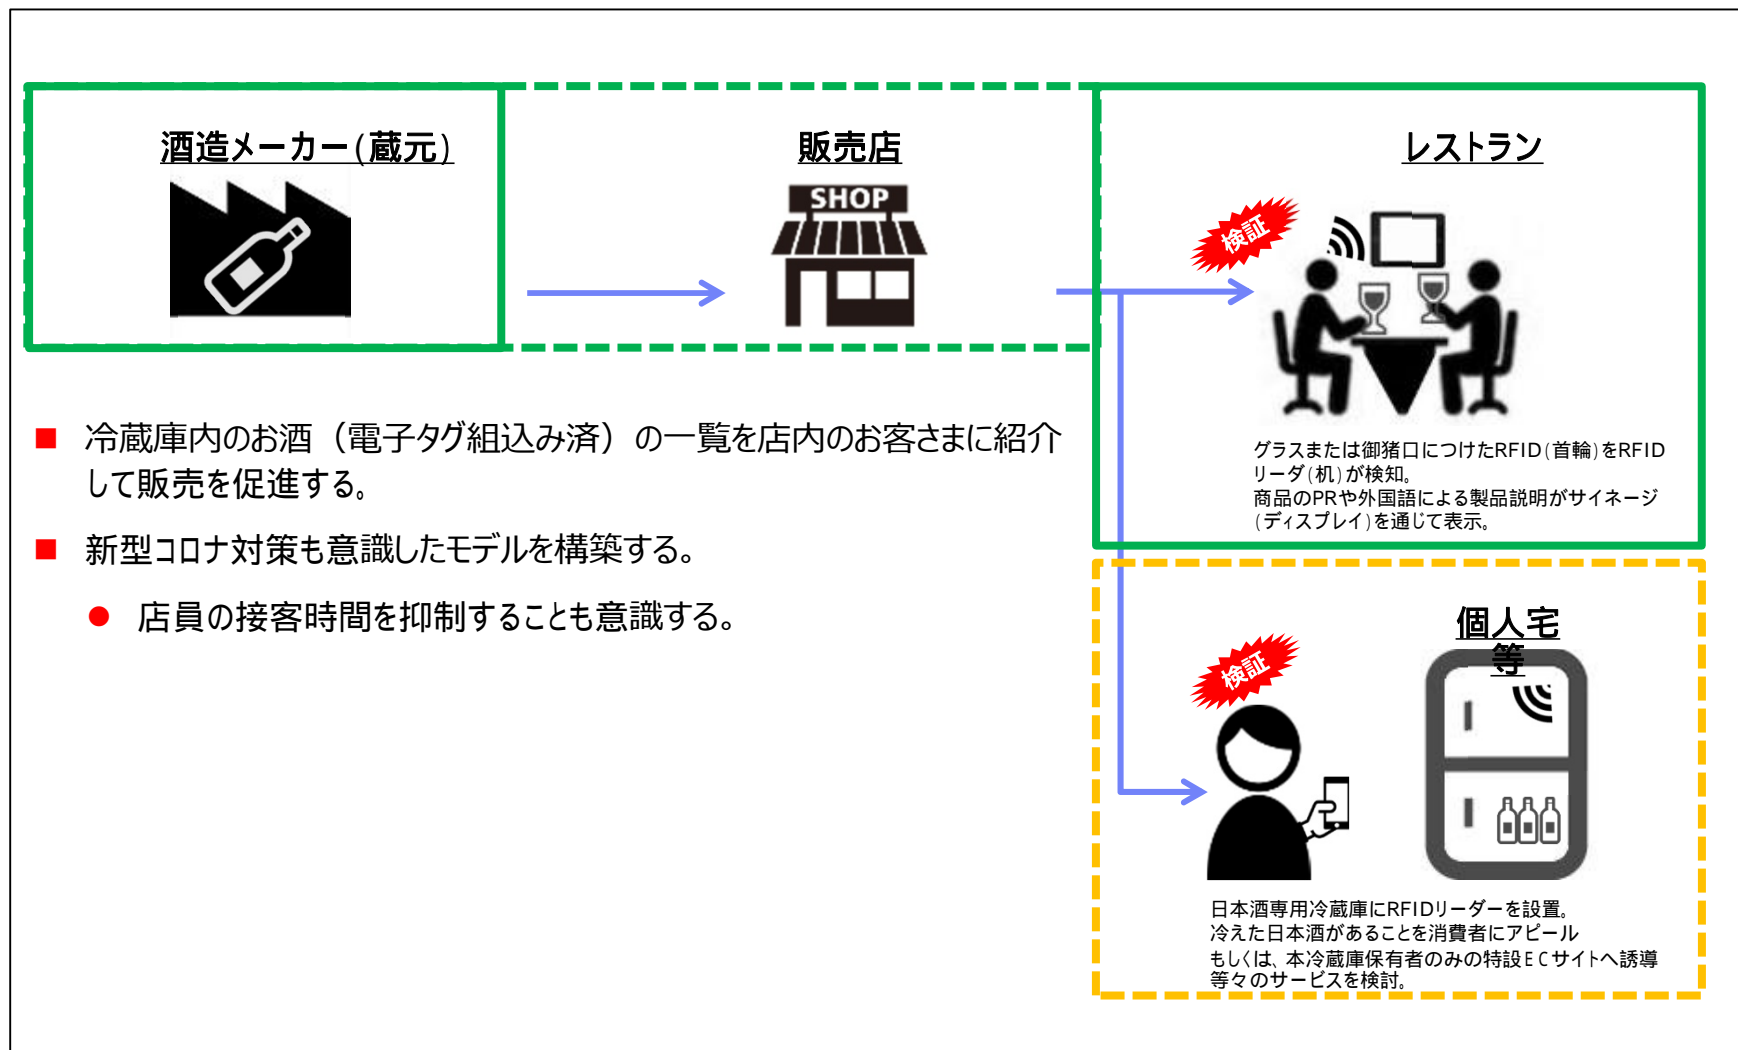 酒造メーカー(蔵元)
販売店
SHOP
レストラン
検証
グラスまたは御猪口につけたRFID(首輪)をRFID
リーダ(机)が検知。
商品のPRや外国語による製品説明がサイネージ
(ディスプレイ)を通じて表示。
■ 冷蔵庫内のお酒（電子タグ組込み済）の一覧を店内のお客さまに紹介
して販売を促進する。
■ 新型コロナ対策も意識したモデルを構築する。
● 店員の接客時間を抑制することも意識する。
個人宅
等
検証
日本酒専用冷蔵庫にRFIDリーダーを設置。
冷えた日本酒があることを消費者にアピール
もしくは、本冷蔵庫保有者のみの特設ECサイトへ誘導
等々のサービスを検討。